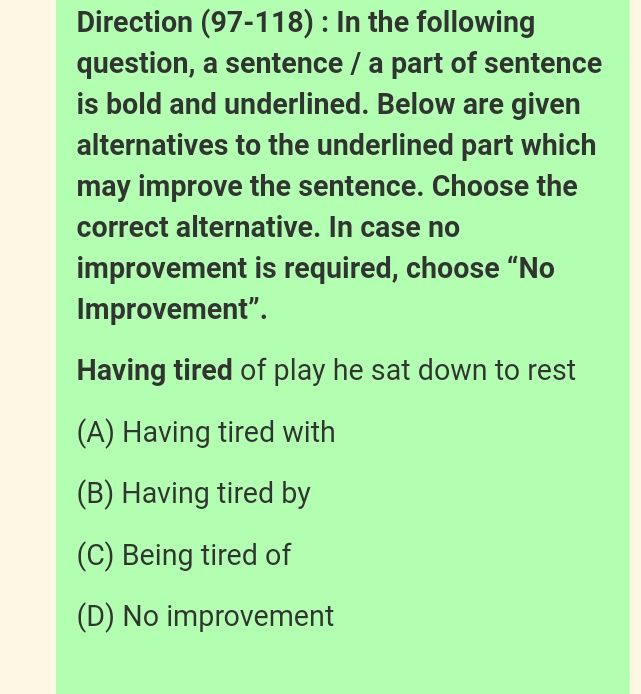 Direction (97-118) : In the following
question, a sentence / a part of sentence
is bold and underlined. Below are given
alternatives to the underlined part which
may improve the sentence. Choose the
correct alternative. In case no
improvement is required, choose “No
Improvement”.
Having tired of play he sat down to rest
(A) Having tired with
(B) Having tired by
(C) Being tired of
(D) No improvement